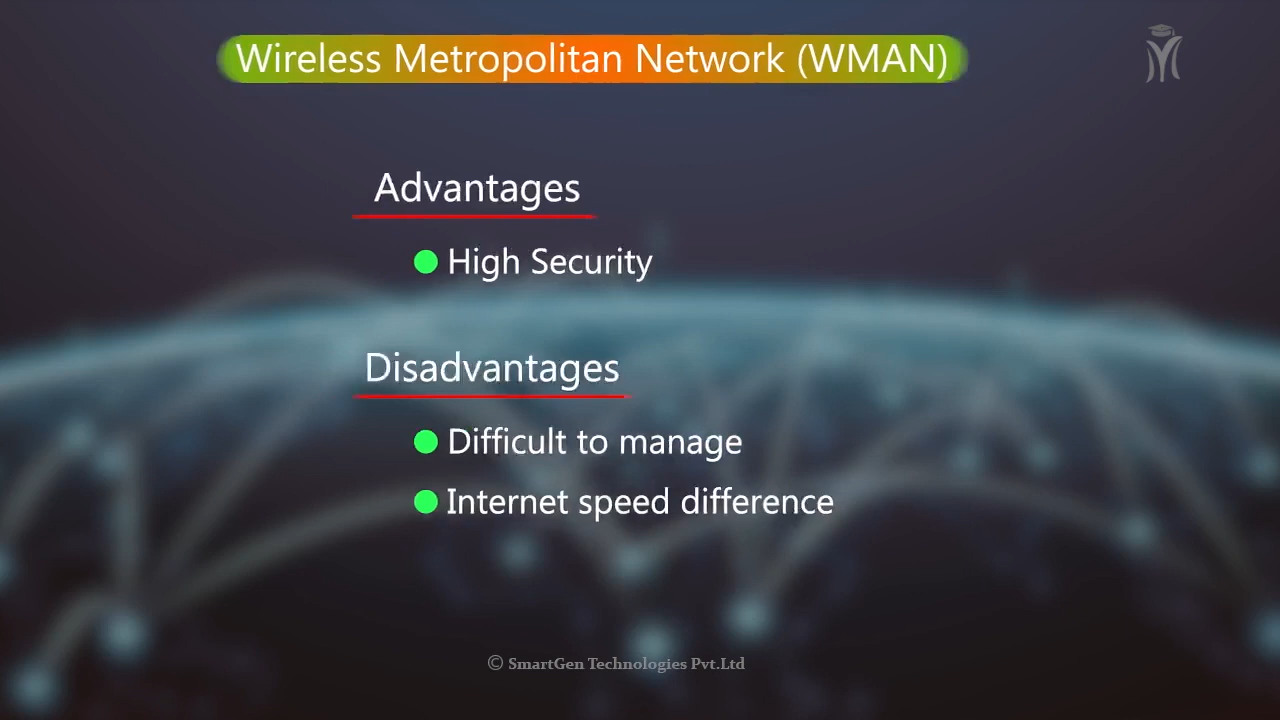 Wireless Metropolitan Network (WMAN)
Advantages
High Security
Disadvantages
Difficult to manage
Internet speed difference
© SmartGen Technologies Pvt.Ltd